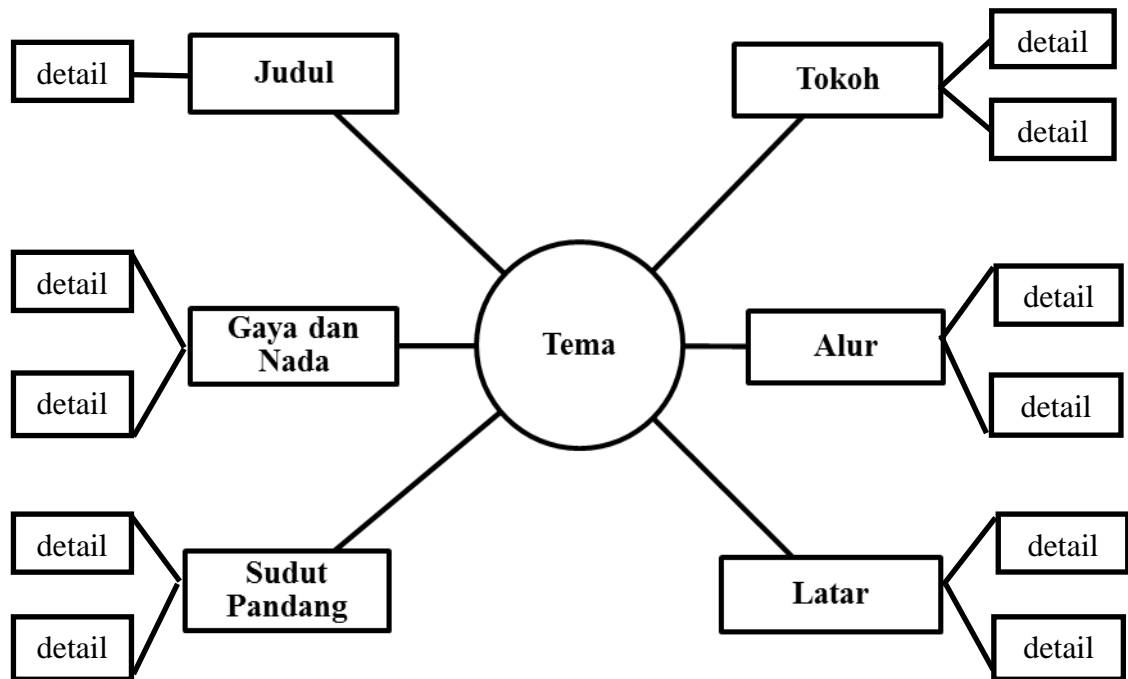 detail
Judul
Tokoh
detail
detail
detail
Gaya dan
Nada
detail
Tema
Alur
detail
detail
detail
Sudut
Pandang
detail
Latar
detail
detail